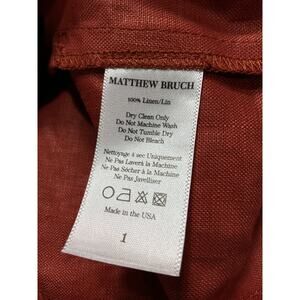 MATTHEW BRUCH
100% Linen/Lin
Dry Clean Only
Do Not Machine Wash
Do Not Tumble Dry
Do Not Bleach
Nettoyage á sec Uniquement
Ne Pas Laverà la Machine
Ne Pas Sécher à la Machine
Ne Pas Javelliser
Made in the USA
1